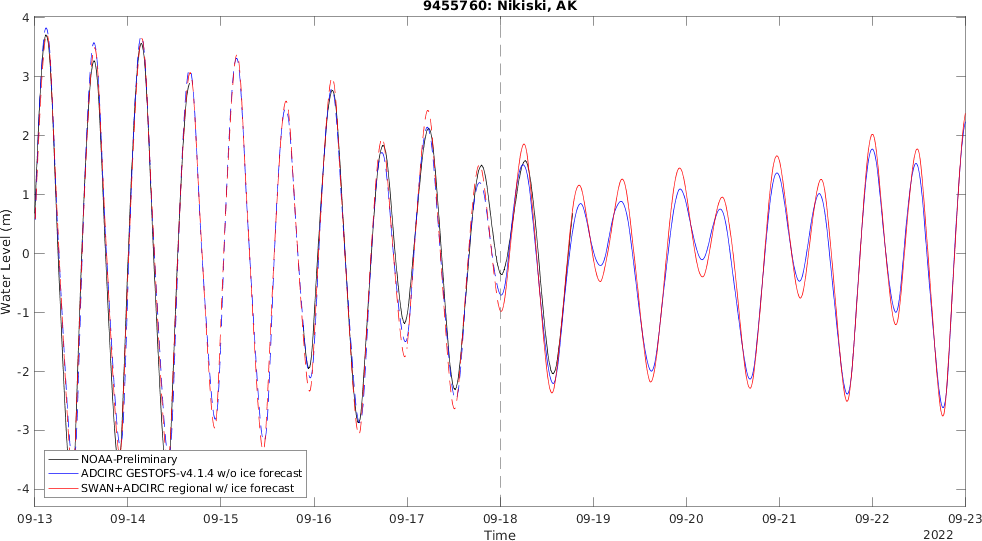 9455760: Nikiski, AK
4
3
2
1
0
-1
-2
-3
-4
Water Level (m)
NOAA-Preliminary
ADCIRC GESTOFS-v4.1.4 w/o ice forecast
SWAN+ADCIRC regional w/ ice forecast
09-13 09-14 09-15 09-16 09-17 09-18 09-19 09-20 09-21 09-22 09-23
Time
2022